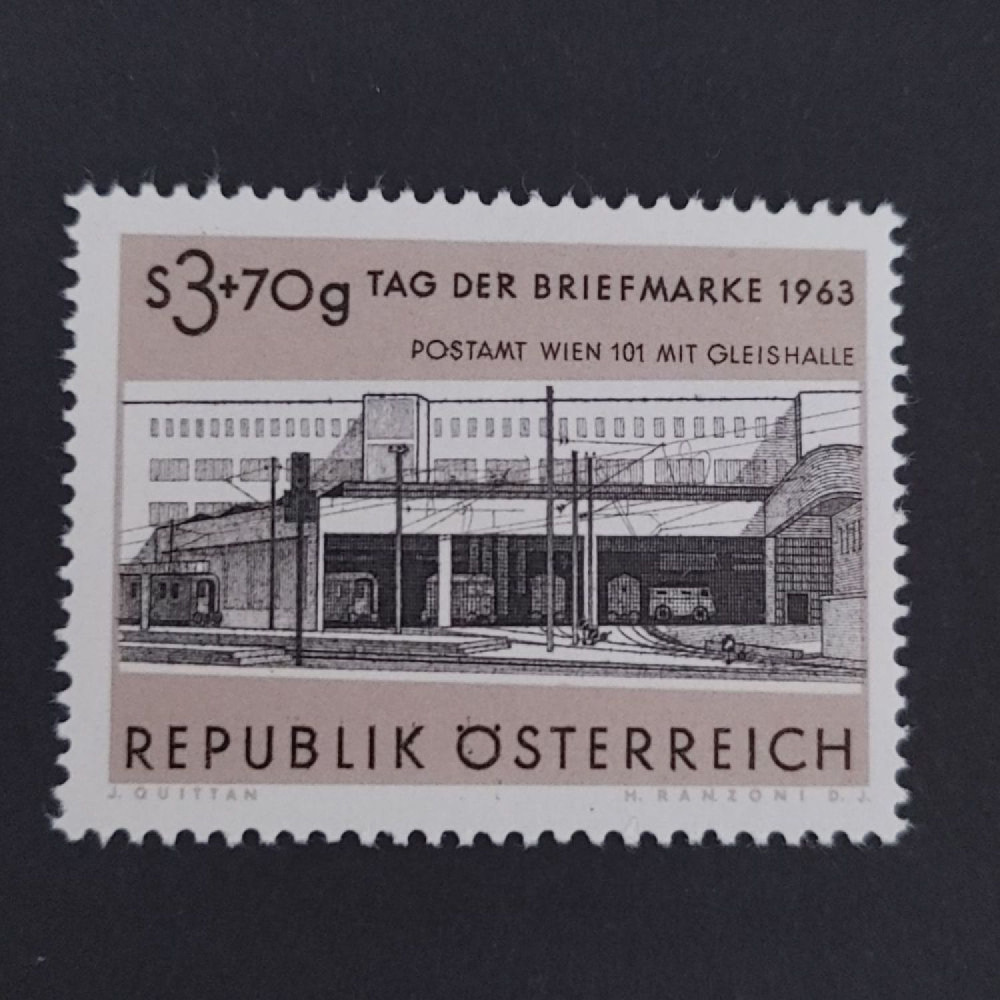 S3+70g TAG DER BRIEFMARKE 1963
POSTAMT WIEN 101 MIT GLEISHALLE
REPUBLIK ÖSTERREICH
J. QUITTAN H. RANZONI D. J.